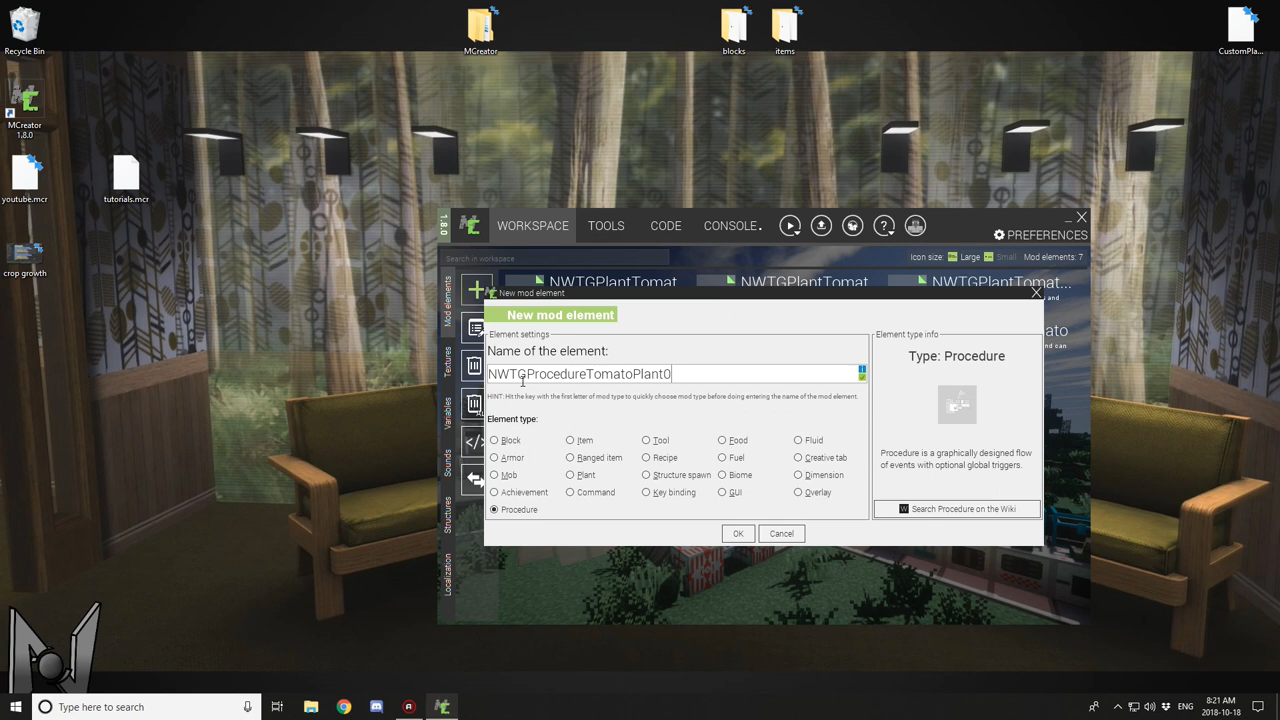 Recycle Bin
MCreator
blocks
items
CustomPla...
MCreator
1.8.0
youtube.mcr
tutorials.mcr
crop growth
1.8.0
WORKSPACE
TOOLS
CODE
CONSOLE.
PREFERENCES
Search in workspace
Icon size:
Large
Small
Mod elements: 7
Mod elements
Textures
Variables
Sounds
Structures
Localization
NWTGPlantTomat
NWTGPlantTomat
NWTGPlantTomat...
New mod element
New mod element
Element settings
Name of the element:
NWTGProcedureTomatoPlant0
HINT: Hit the key with the first letter of mod type to quickly choose mod type before doing entering the name of the mod element.
Element type:
Block
Item
Tool
Food
Fluid
Armor
Ranged item
Recipe
Fuel
Creative tab
Mob
Plant
Structure spawn
Biome
Dimension
Achievement
Command
Key binding
GUI
Overlay
Procedure
OK
Cancel
Element type info
Type: Procedure
Procedure is a graphically designed flow
of events with optional global triggers.
W Search Procedure on the Wiki
Type here to search
ENG
8:21 AM
2018-10-18